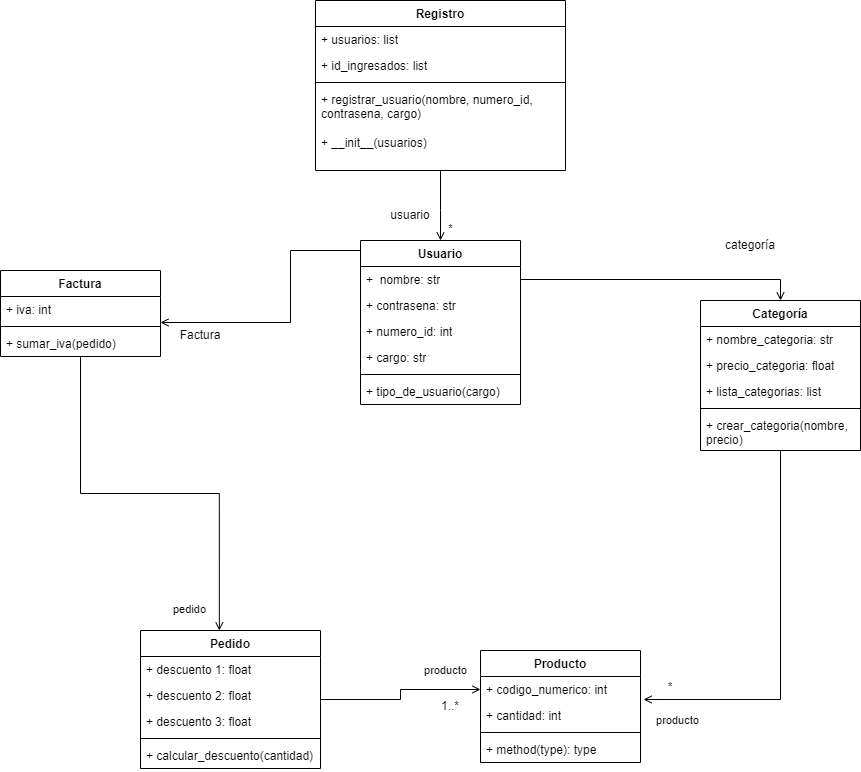 Registro
+ usuarios: list
+ id_ingresados: list
+ registrar_usuario(nombre, numero_id,
contrasena, cargo)
+ __init__(usuarios)
usuario
*
categoría
Usuario
+  nombre: str
+ contrasena: str
+ numero_id: int
+ cargo: str
+ tipo_de_usuario(cargo)
Factura
+ iva: int
+ sumar_iva(pedido)
Factura
Categoría
+ nombre_categoria: str
+ precio_categoria: float
+ lista_categorias: list
+ crear_categoria(nombre,
precio)
pedido
Pedido
+ descuento 1: float
+ descuento 2: float
+ descuento 3: float
+ calcular_descuento(cantidad)
producto
1..*
Producto
+ codigo_numerico: int
+ cantidad: int
+ method(type): type
*
producto